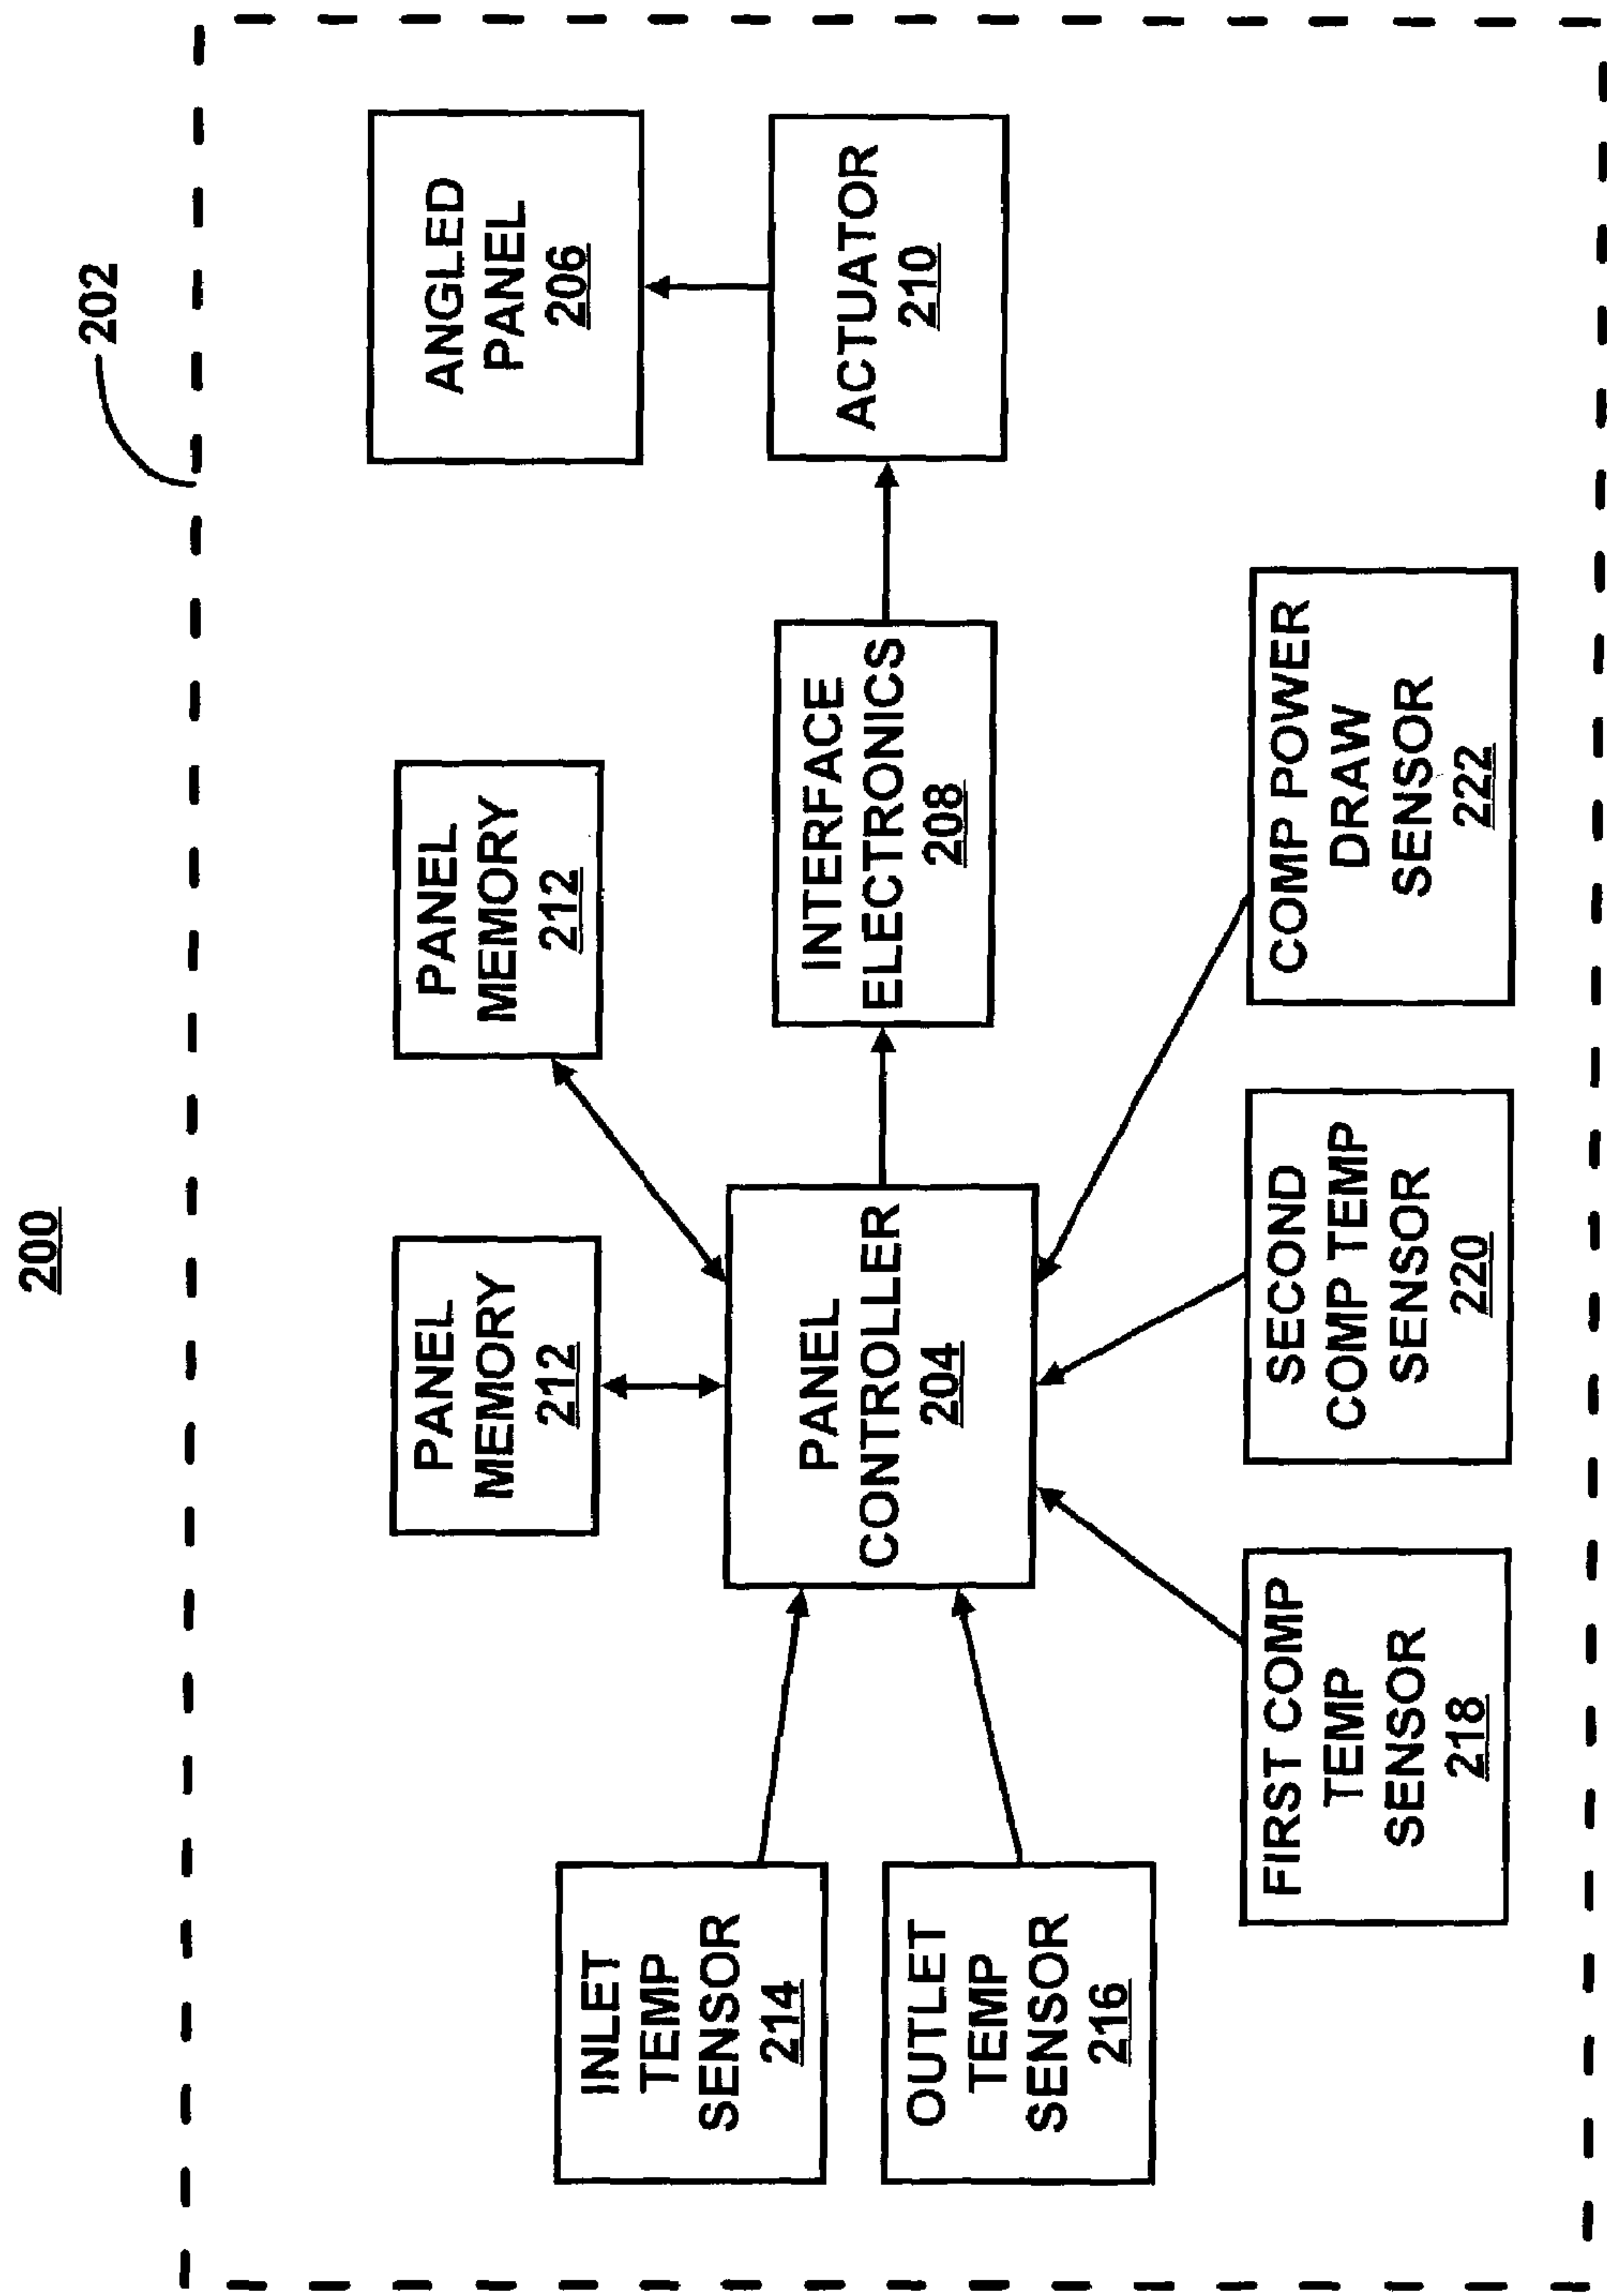 200
202
PANEL
MEMORY
212
PANEL
MEMORY
212
ANGLED
PANEL
206
INLET
TEMP
SENSOR
214
OUTLET
TEMP
SENSOR
216
PANEL
CONTROLLER
204
INTERFACE
ELECTRONICS
208
ACTUATOR
210
FIRST COMP
TEMP
SENSOR
218
SECOND
COMP TEMP
SENSOR
220
COMP POWER
DRAW
SENSOR
222